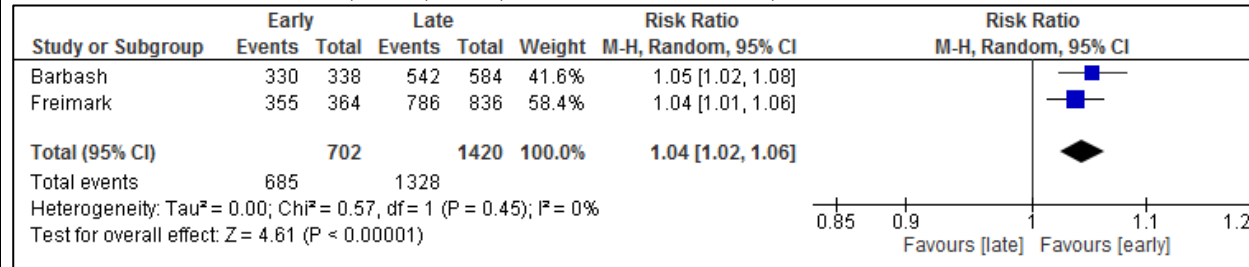 Early Late Risk Ratio Risk Ratio
Study or Subgroup Events Total Events Total Weight M-H, Random, 95% CI M-H, Random, 95% CI
Barbash 330 338 542 584 41.6% 1.05 [1.02, 1.08]
Freimark 355 364 786 836 58.4% 1.04 [1.01, 1.06]
Total (95% CI) 702 1420 100.0% 1.04 [1.02, 1.06]
Total events 685 1328
Heterogeneity: Tau² = 0.00; Chi² = 0.57, df = 1 (P = 0.45); I² = 0%
Test for overall effect: Z = 4.61 (P < 0.00001)
0.85 0.9 1 1.1 1.2
Favours [late] Favours [early]